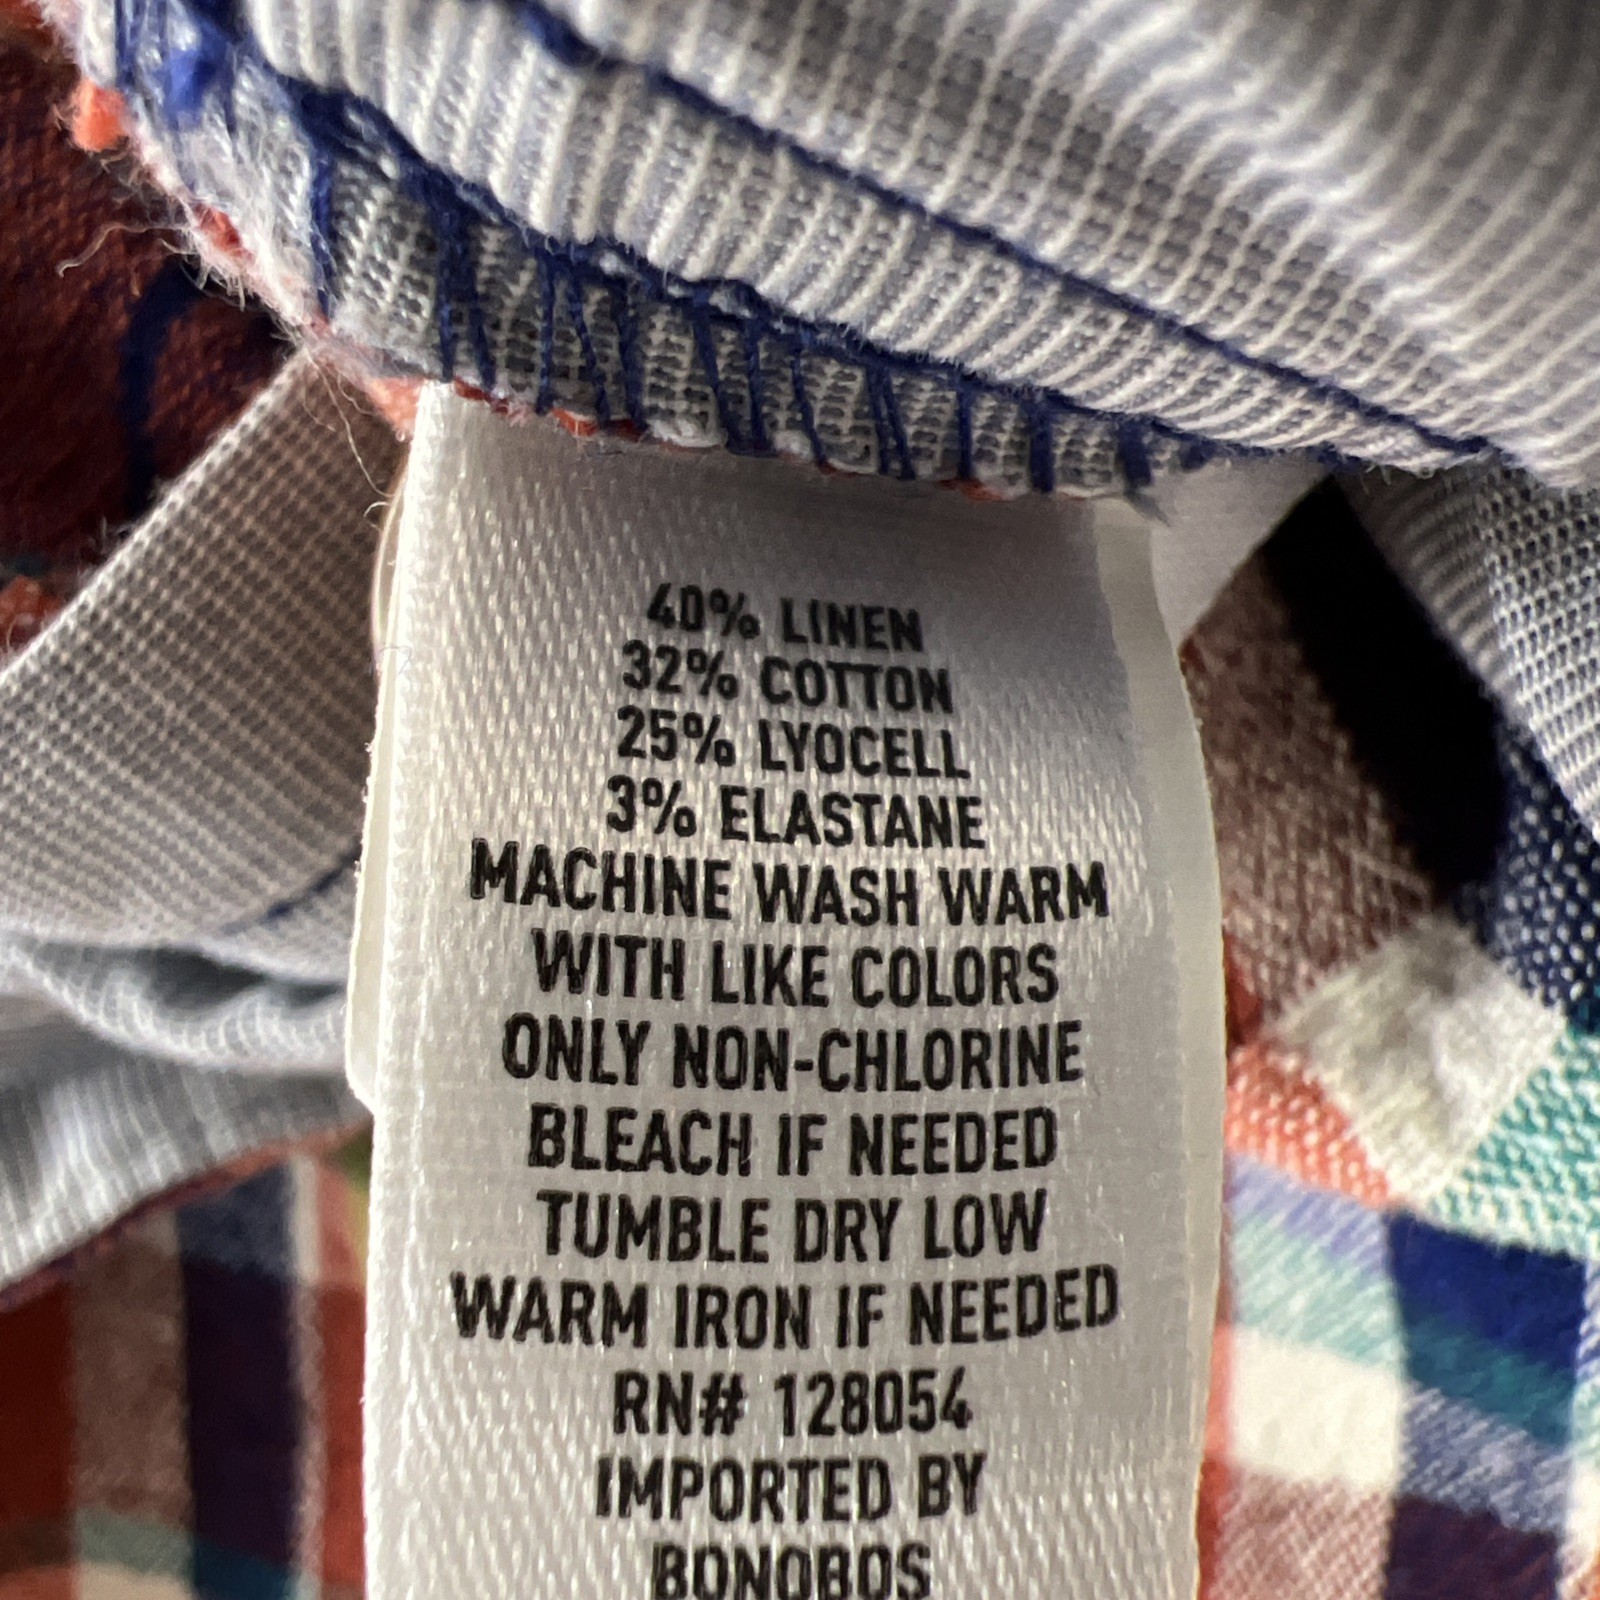 40% LINEN
32% COTTON
25% LYOCELL
3% ELASTANE
MACHINE WASH WARM
WITH LIKE COLORS
ONLY NON-CHLORINE
BLEACH IF NEEDED
TUMBLE DRY LOW
WARM IRON IF NEEDED
RN# 128054
IMPORTED BY
BONOBOS